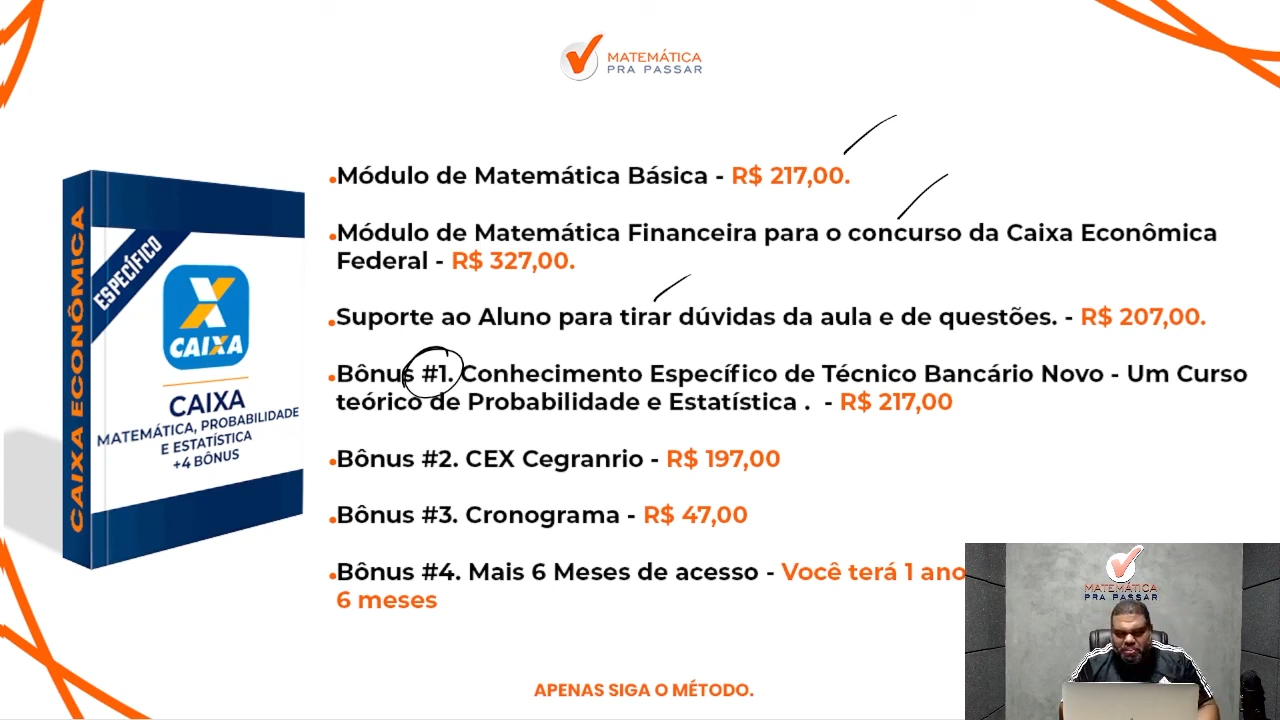 MATEMÁTICA
PRA PASSAR
•Módulo de Matemática Básica - R$ 217,00.
•Módulo de Matemática Financeira para o concurso da Caixa Econômica
Federal - R$ 327,00.
•Suporte ao Aluno para tirar dúvidas da aula e de questões. - R$ 207,00.
•Bônus #1. Conhecimento Específico de Técnico Bancário Novo - Um Curso
teórico de Probabilidade e Estatística . - R$ 217,00
•Bônus #2. CEX Cegranrio - R$ 197,00
•Bônus #3. Cronograma - R$ 47,00
•Bônus #4. Mais 6 Meses de acesso - Você terá 1 ano
6 meses
CAIXA ECONÔMICA
ESPECÍFICO
CAIXA
CAIXA
MATEMÁTICA, PROBABILIDADE
E ESTATÍSTICA
+4 BÔNUS
MATEMÁTICA
PRA PASSAR
APENAS SIGA O MÉTODO.